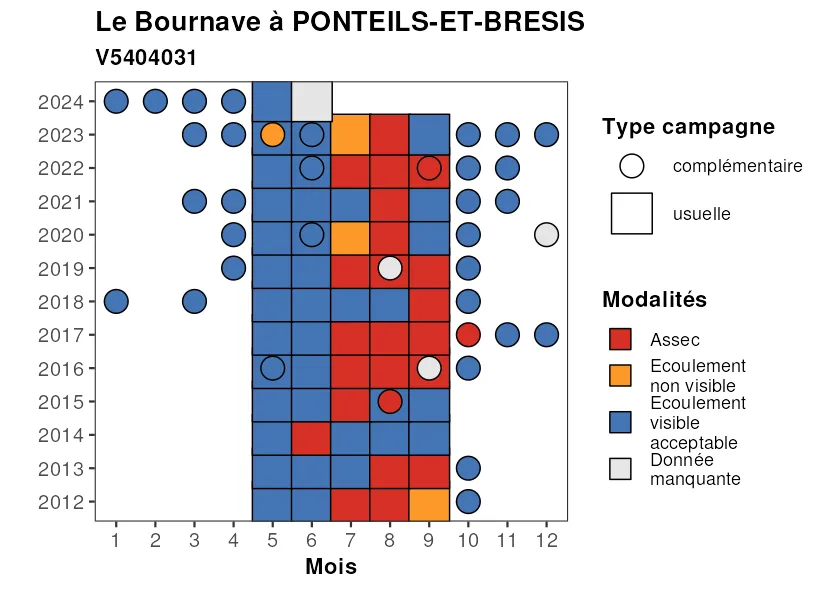 Le Bournave à PONTEILS-ET-BRESIS
V5404031
2024
2023
2022
2021
2020
2019
2018
2017
2016
2015
2014
2013
2012
1 2 3 4 5 6 7 8 9 10 11 12
Mois
Type campagne
complémentaire
usuelle
Modalités
Assec
Ecoulement
non visible
Ecoulement
visible
acceptable
Donnée
manquante